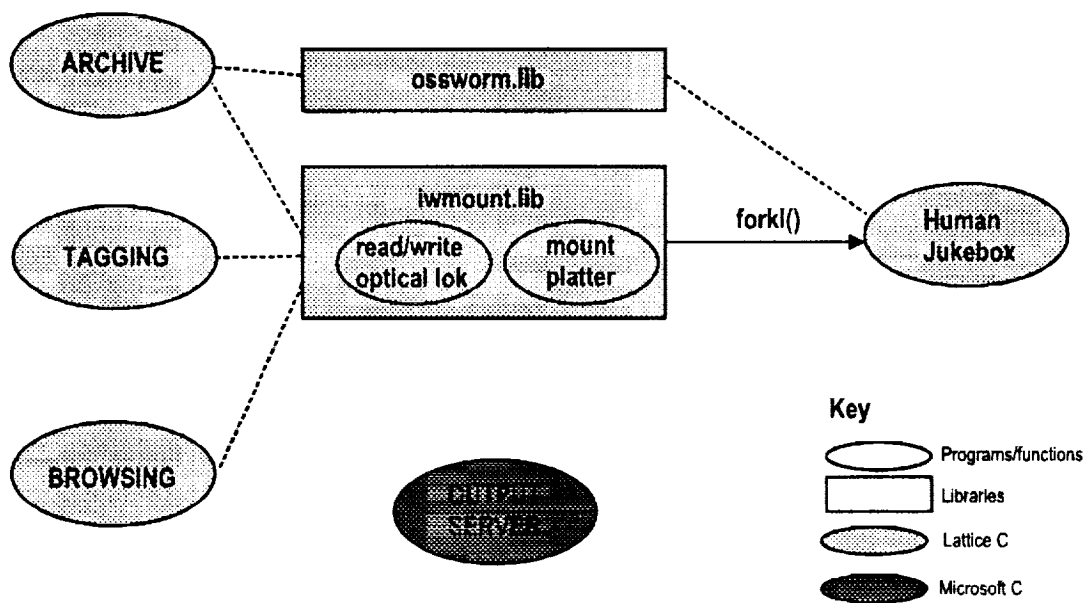 ARCHIVE
ossworm.lib
iwmount.lib
TAGGING
read/write
optical lok
mount
platter
forkl()
Human
Jukebox
BROWSING
SERVER
Key
Programs/functions
Libraries
Lattice C
Microsoft C